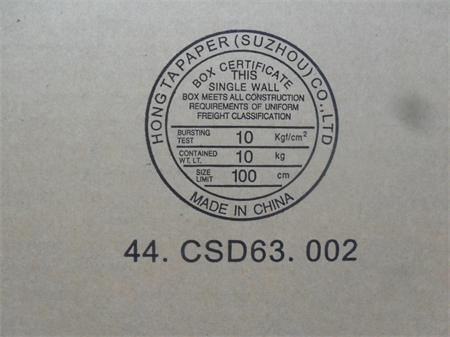 HONG TAPAPER (SUZHOU) CO.,LTD
BOX CERTIFICATE
THIS
SINGLE WALL
BOX MEETS ALL CONSTRUCTION
REQUIREMENTS OF UNIFORM
FREIGHT CLASSIFICATION
BURSTING TEST 10 Kgf/cm²
CONTAINED WT. LT. 10 kg
SIZE LIMIT 100 cm
MADE IN CHINA
44. CSD63. 002